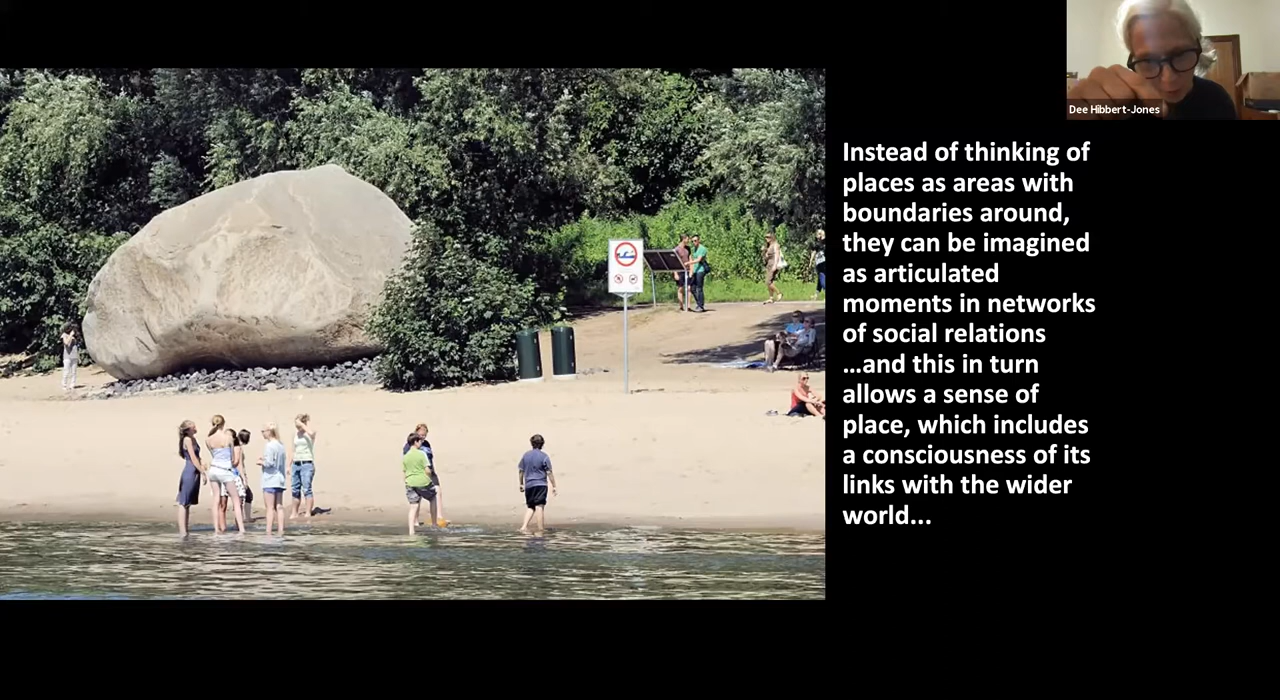 Dee Hibbert-Jones
Instead of thinking of
places as areas with
boundaries around,
they can be imagined
as articulated
moments in networks
of social relations
...and this in turn
allows a sense of
place, which includes
a consciousness of its
links with the wider
world...